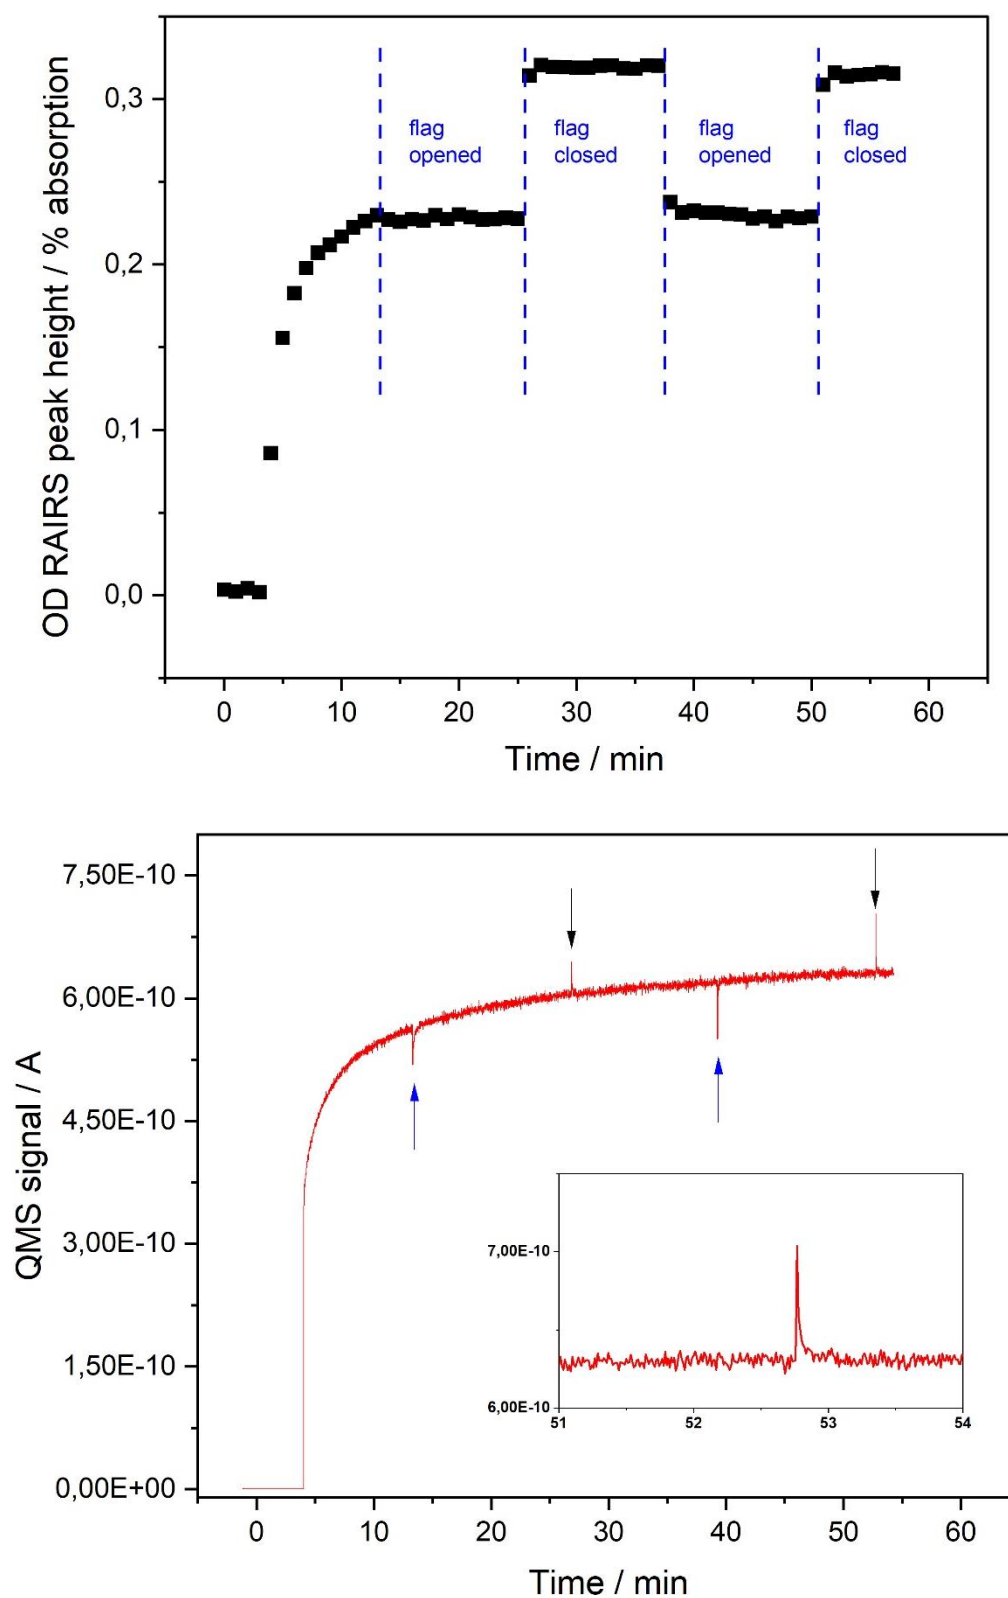 OD RAIRS peak height / % absorption
0,3
0,2
0,1
0,0
flag
opened
flag
closed
flag
opened
flag
closed
0 10 20 30 40 50 60
Time / min
QMS signal / A
7,50E-10
6,00E-10
4,50E-10
3,00E-10
1,50E-10
0,00E+00
7,00E-10
6,00E-10
51 52 53 54
0 10 20 30 40 50 60
Time / min